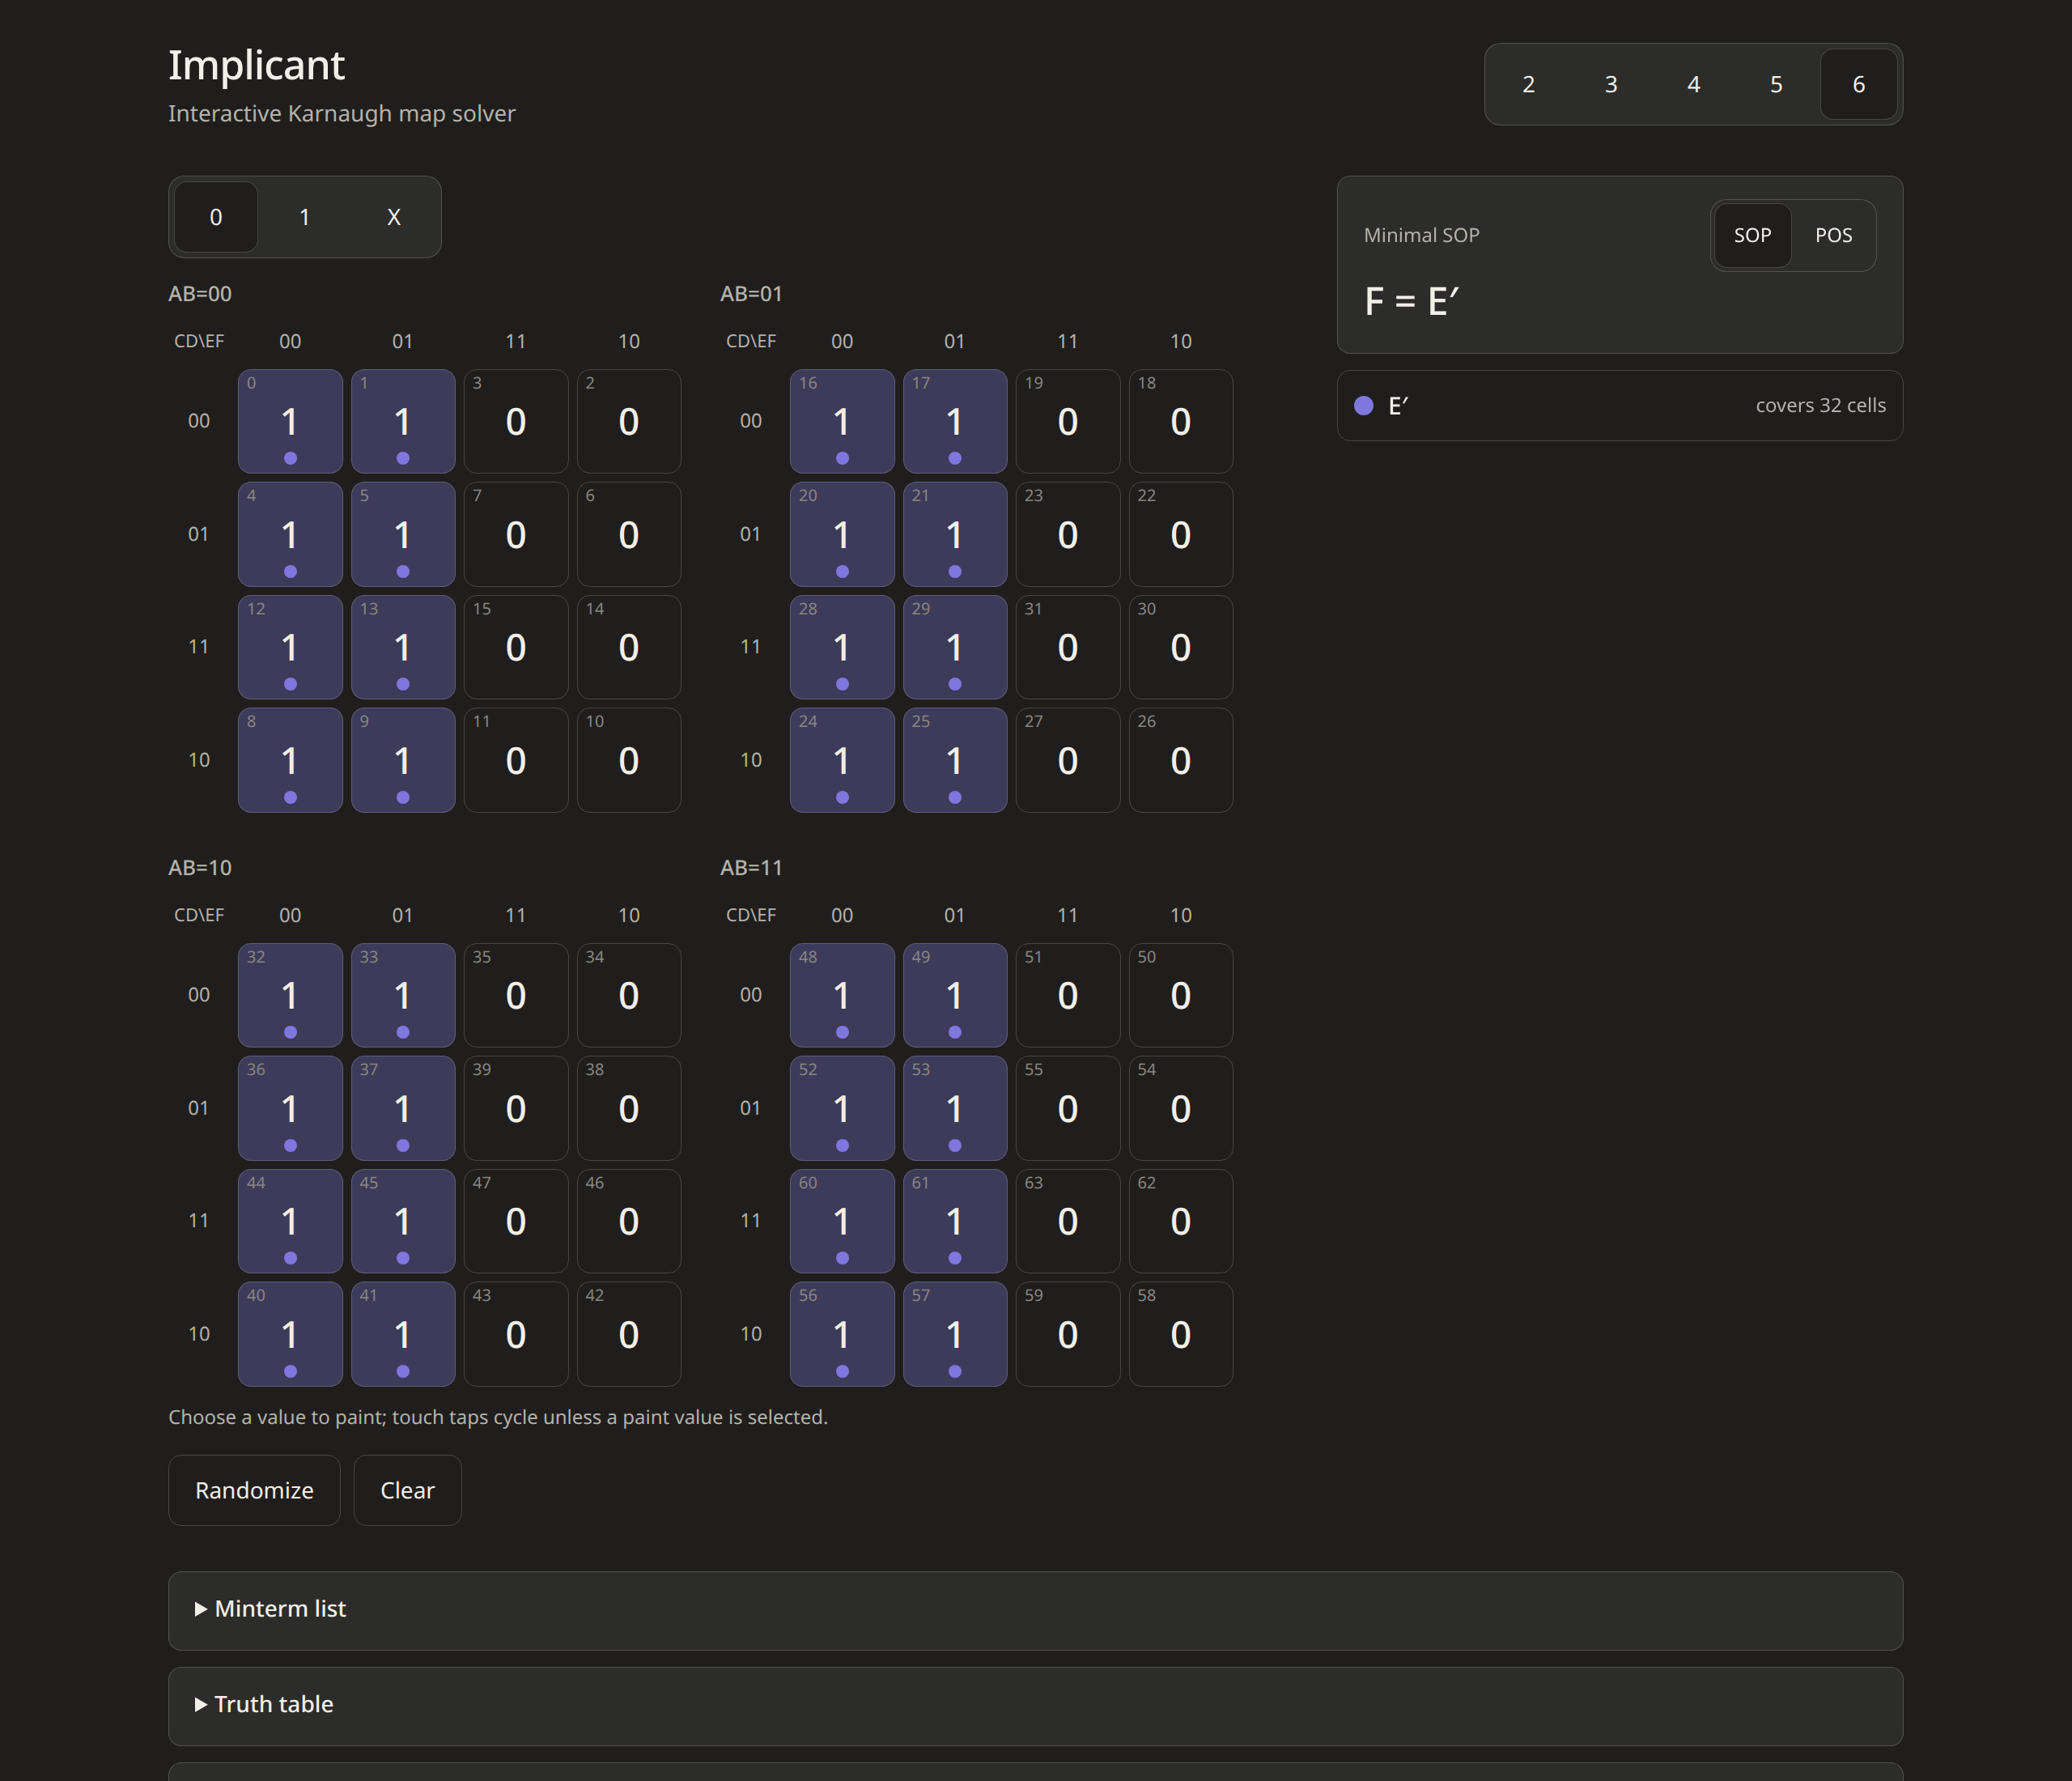 Implicant
Interactive Karnaugh map solver
2 3 4 5 6
0 1 X
Minimal SOP SOP POS
F = E′
E′ covers 32 cells
AB=00
CD\EF 00 01 11 10
0 1 3 2
00 1 1 0 0
4 5 7 6
01 1 1 0 0
12 13 15 14
11 1 1 0 0
8 9 11 10
10 1 1 0 0
AB=01
CD\EF 00 01 11 10
16 17 19 18
00 1 1 0 0
20 21 23 22
01 1 1 0 0
28 29 31 30
11 1 1 0 0
24 25 27 26
10 1 1 0 0
AB=10
CD\EF 00 01 11 10
32 33 35 34
00 1 1 0 0
36 37 39 38
01 1 1 0 0
44 45 47 46
11 1 1 0 0
40 41 43 42
10 1 1 0 0
AB=11
CD\EF 00 01 11 10
48 49 51 50
00 1 1 0 0
52 53 55 54
01 1 1 0 0
60 61 63 62
11 1 1 0 0
56 57 59 58
10 1 1 0 0
Choose a value to paint; touch taps cycle unless a paint value is selected.
Randomize Clear
Minterm list
Truth table